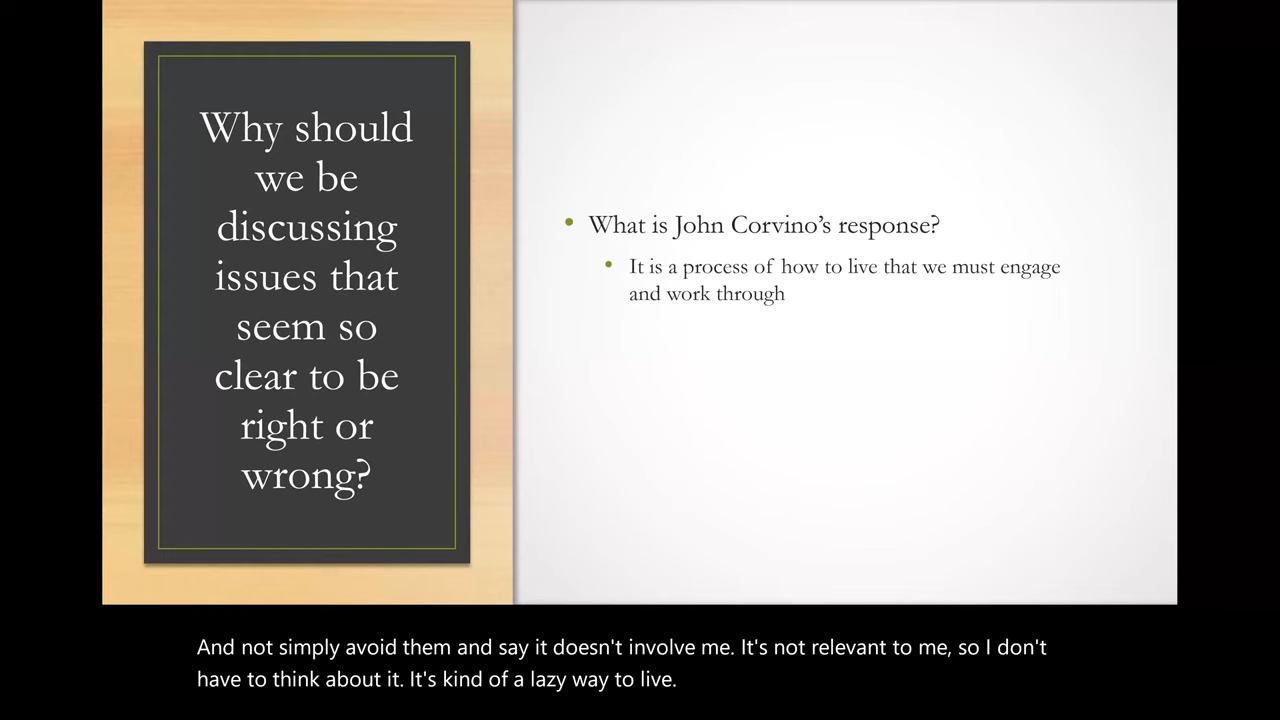 Why should
we be
discussing
issues that
seem so
clear to be
right or
wrong?
• What is John Corvino’s response?
• It is a process of how to live that we must engage
and work through
And not simply avoid them and say it doesn't involve me. It's not relevant to me, so I don't
have to think about it. It's kind of a lazy way to live.